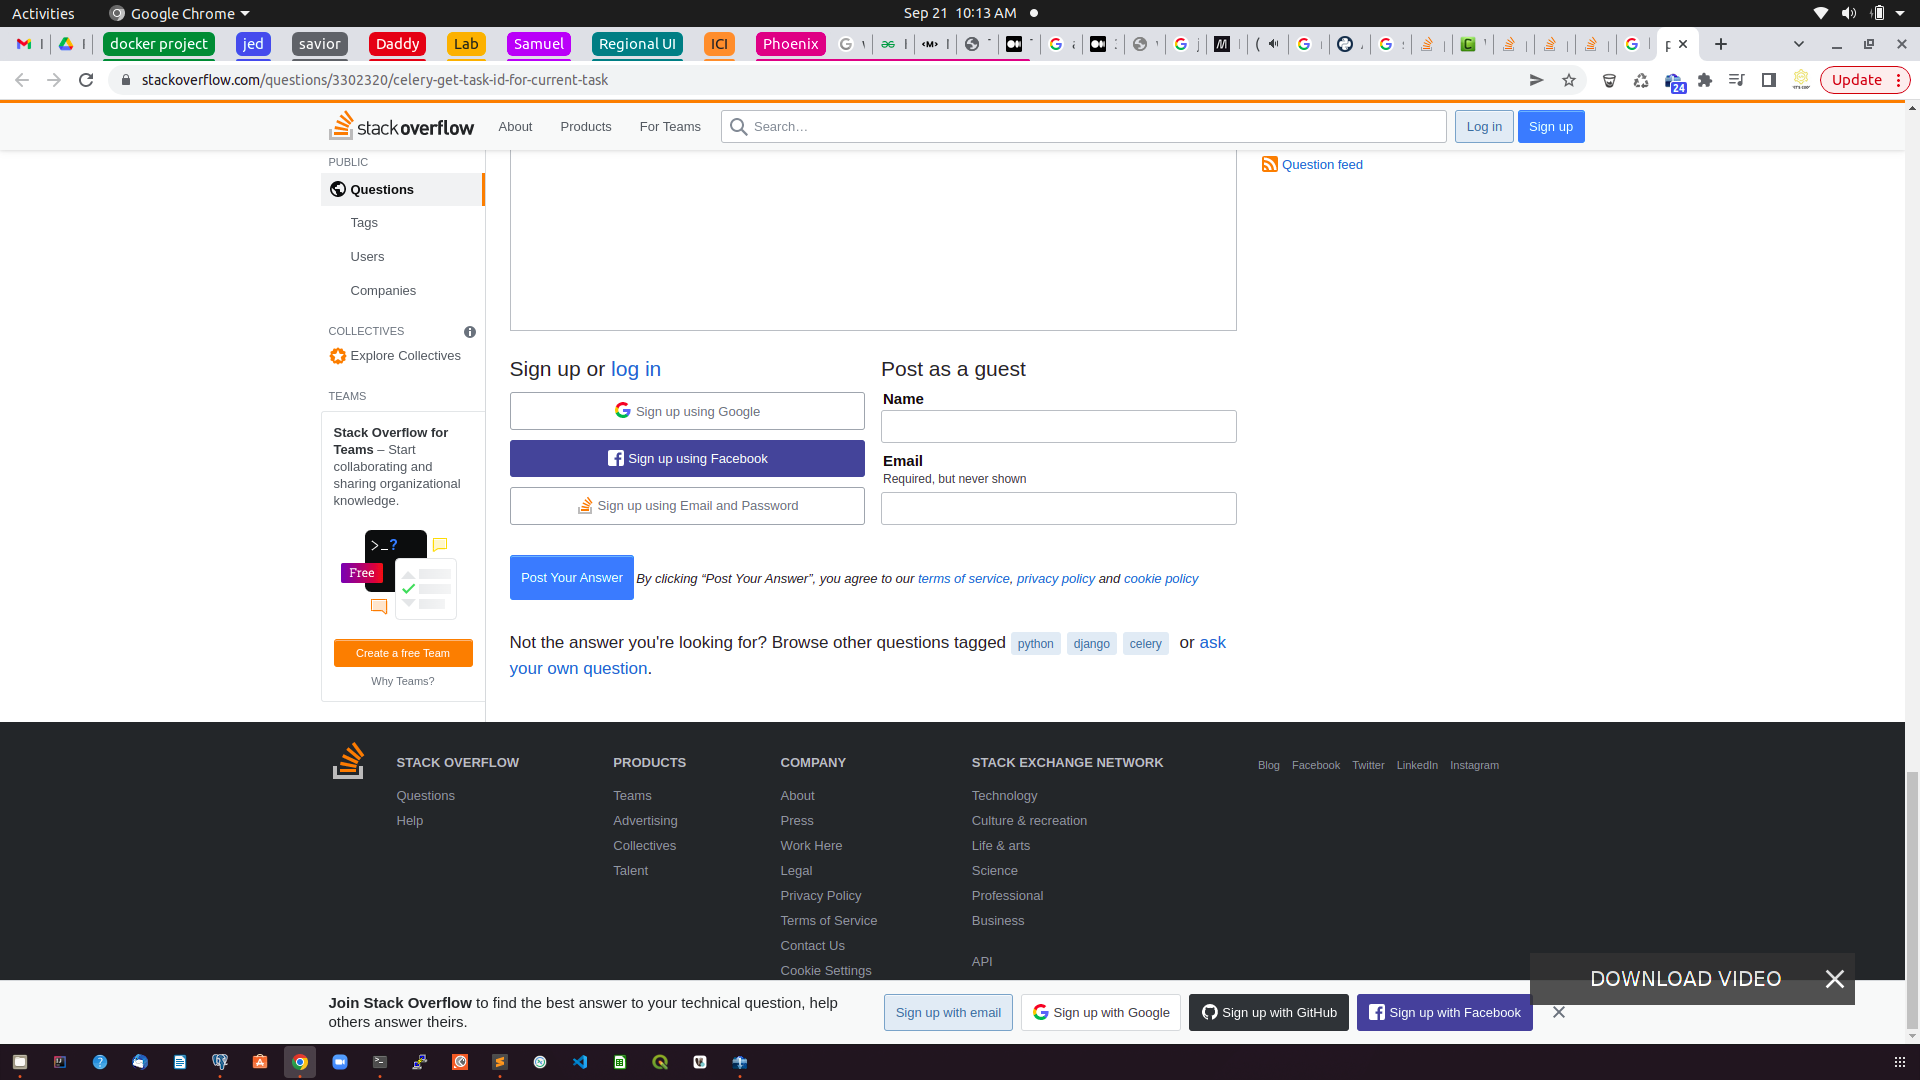 Activities
Google Chrome
Sep 21 10:13 AM
docker project
jed
savior
Daddy
Lab
Samuel
Regional UI
ICI
Phoenix
stackoverflow.com/questions/3302320/celery-get-task-id-for-current-task
24
Update
stackoverflow
About
Products
For Teams
Search…
Log in
Sign up
PUBLIC
Questions
Tags
Users
Companies
COLLECTIVES
Explore Collectives
TEAMS
Stack Overflow for
Teams – Start
collaborating and
sharing organizational
knowledge.
>_?
Free
Create a free Team
Why Teams?
Question feed
Sign up or log in
Sign up using Google
Sign up using Facebook
Sign up using Email and Password
Post as a guest
Name
Email
Required, but never shown
Post Your Answer
By clicking “Post Your Answer”, you agree to our terms of service, privacy policy and cookie policy
Not the answer you're looking for? Browse other questions tagged python django celery or ask
your own question.
STACK OVERFLOW
Questions
Help
PRODUCTS
Teams
Advertising
Collectives
Talent
COMPANY
About
Press
Work Here
Legal
Privacy Policy
Terms of Service
Contact Us
Cookie Settings
STACK EXCHANGE NETWORK
Technology
Culture & recreation
Life & arts
Science
Professional
Business
API
Blog
Facebook
Twitter
LinkedIn
Instagram
DOWNLOAD VIDEO
Join Stack Overflow to find the best answer to your technical question, help
others answer theirs.
Sign up with email
Sign up with Google
Sign up with GitHub
Sign up with Facebook